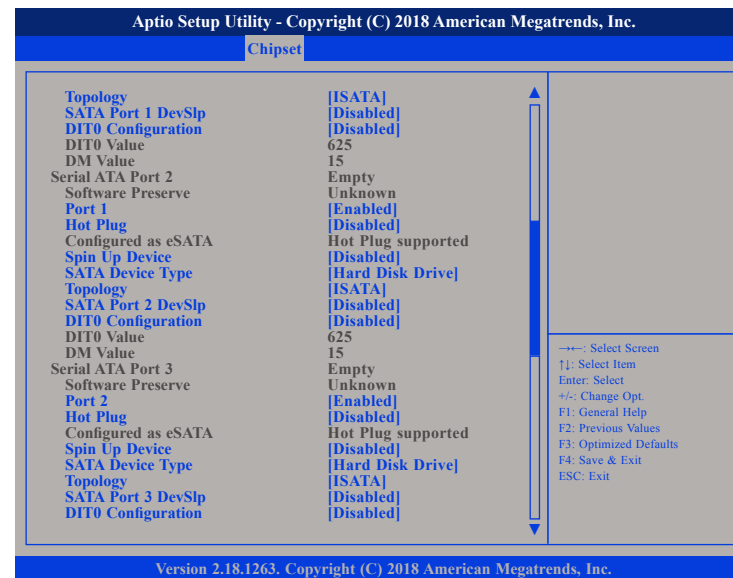 Aptio Setup Utility - Copyright (C) 2018 American Megatrends, Inc.
Chipset
Topology [ISATA]
SATA Port 1 DevSlp [Disabled]
DIT0 Configuration [Disabled]
DIT0 Value 625
DM Value 15
Serial ATA Port 2 Empty
Software Preserve Unknown
Port 1 [Enabled]
Hot Plug [Disabled]
Configured as eSATA Hot Plug supported
Spin Up Device [Disabled]
SATA Device Type [Hard Disk Drive]
Topology [ISATA]
SATA Port 2 DevSlp [Disabled]
DIT0 Configuration [Disabled]
DIT0 Value 625
DM Value 15
Serial ATA Port 3 Empty
Software Preserve Unknown
Port 2 [Enabled]
Hot Plug [Disabled]
Configured as eSATA Hot Plug supported
Spin Up Device [Disabled]
SATA Device Type [Hard Disk Drive]
Topology [ISATA]
SATA Port 3 DevSlp [Disabled]
DIT0 Configuration [Disabled]
→←: Select Screen
↑↓: Select Item
Enter: Select
+/-: Change Opt.
F1: General Help
F2: Previous Values
F3: Optimized Defaults
F4: Save & Exit
ESC: Exit
Version 2.18.1263. Copyright (C) 2018 American Megatrends, Inc.